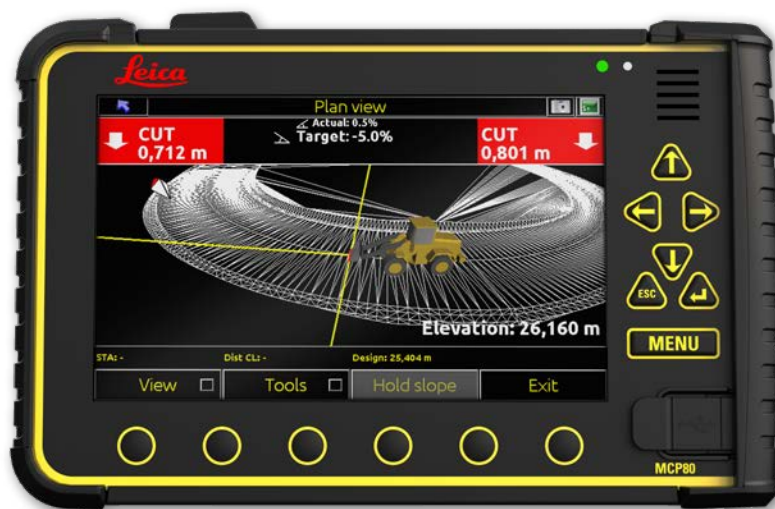 Leica
Plan view
CUT
0,712 m
Actual: 0.5%
Target: -5.0%
CUT
0,801 m
Elevation: 26,160 m
STA: -
Dist CL: -
Design: 25,404 m
View
Tools
Hold slope
Exit
ESC
MENU
MCP80